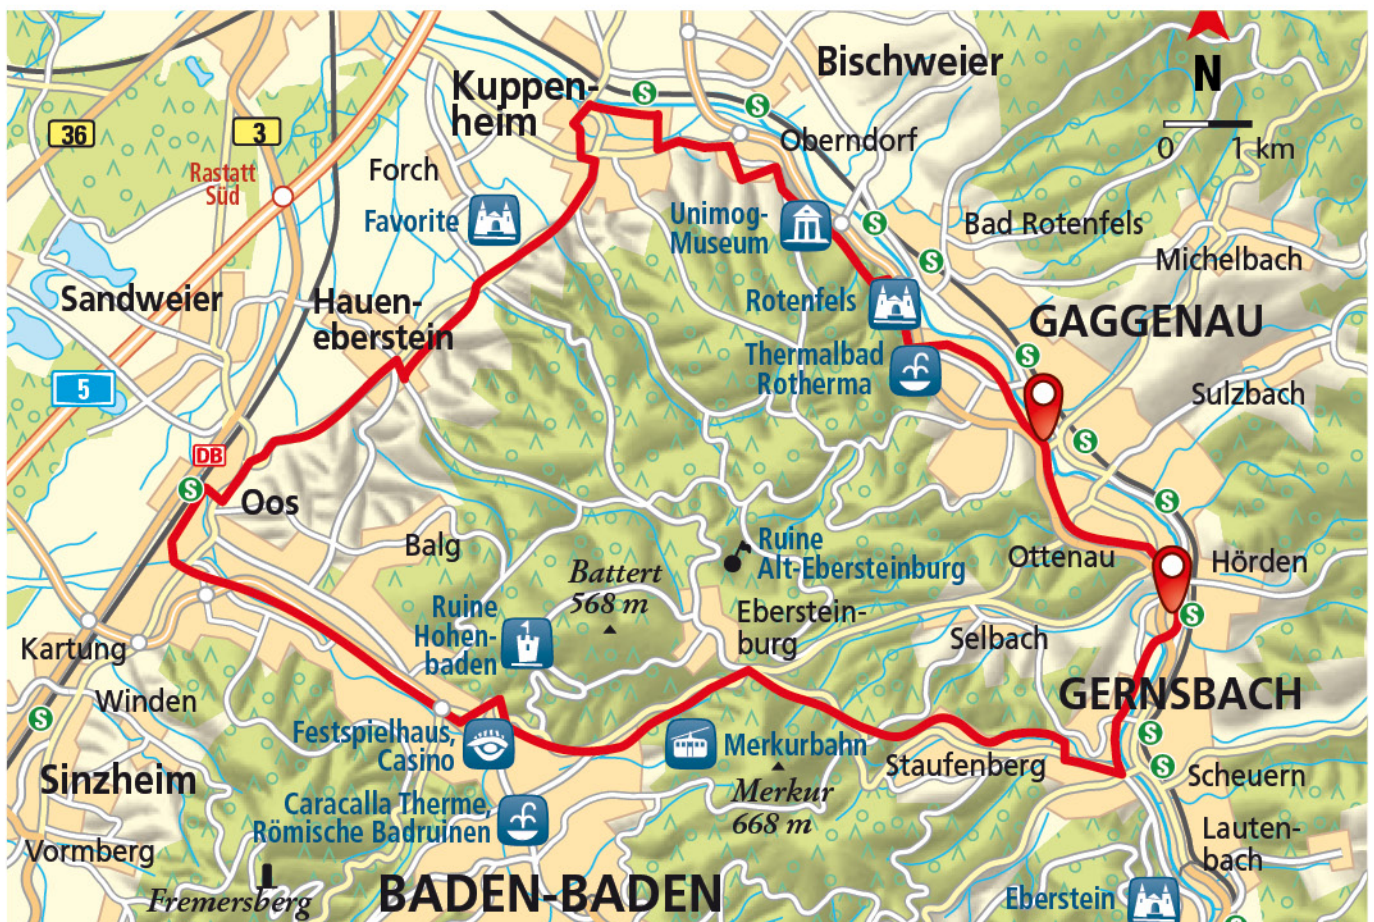 N
0 1 km
Bischweier
Kuppen-
heim
S
S
36
3
Oberndorf
Rastatt
Süd
Forch
Favorite
Unimog-
Museum
S
Bad Rotenfels
S
Michelbach
Sandweier
Hauen-
eberstein
Rotenfels
GAGGENAU
Thermalbad
Rotherma
S
5
Sulzbach
DB
S
S
Oos
S
Balg
Battert
568 m
Ruine
Alt-Ebersteinburg
Ottenau
Hörden
Ruine
Hohen-
baden
Eberstein-
burg
S
Selbach
Kartung
Winden
GERNSBACH
S
Festspielhaus,
Casino
Merkurbahn
S
Staufenberg
S
Scheuern
Sinzheim
Merkur
668 m
Caracalla Therme,
Römische Badruinen
Vormberg
Lauten-
bach
Fremersberg
BADEN-BADEN
Eberstein
S